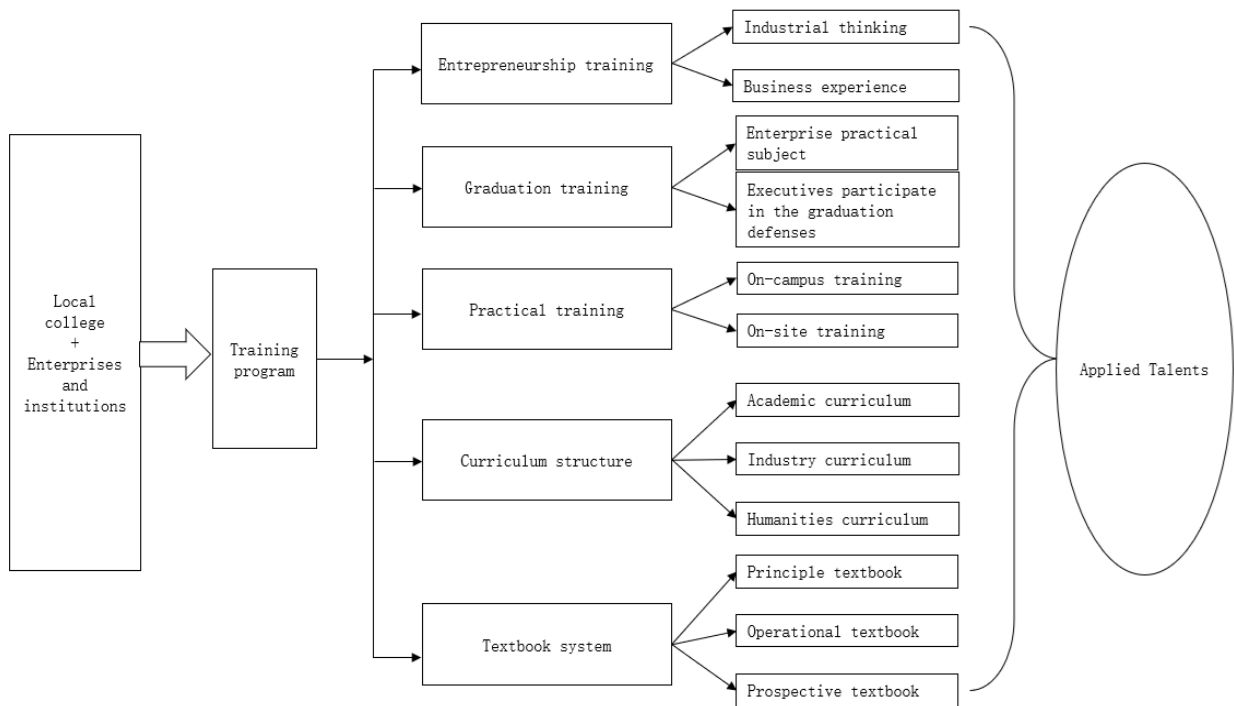 Local
college
+
Enterprises
and
institutions
Training
program
Entrepreneurship training
Industrial thinking
Business experience
Graduation training
Enterprise practical
subject
Executives participate
in the graduation
defenses
Practical training
On-campus training
On-site training
Curriculum structure
Academic curriculum
Industry curriculum
Humanities curriculum
Textbook system
Principle textbook
Operational textbook
Prospective textbook
Applied Talents